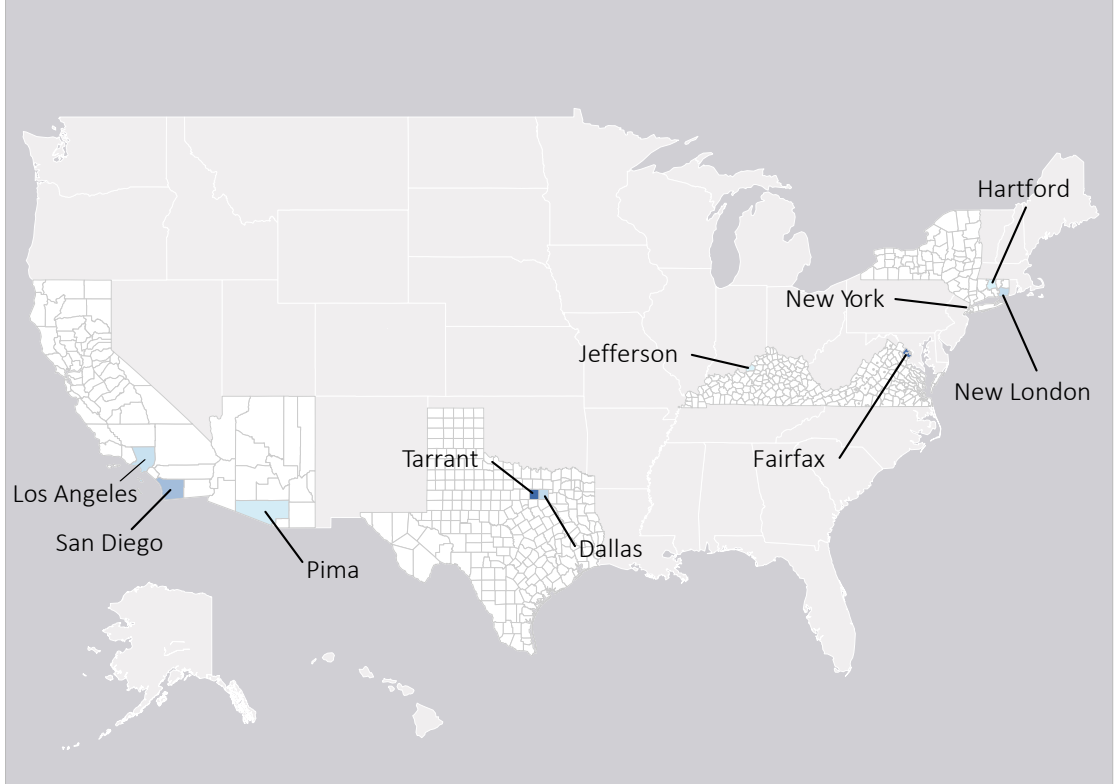 Hartford
New York
Jefferson
New London
Tarrant
Fairfax
Los Angeles
San Diego
Dallas
Pima